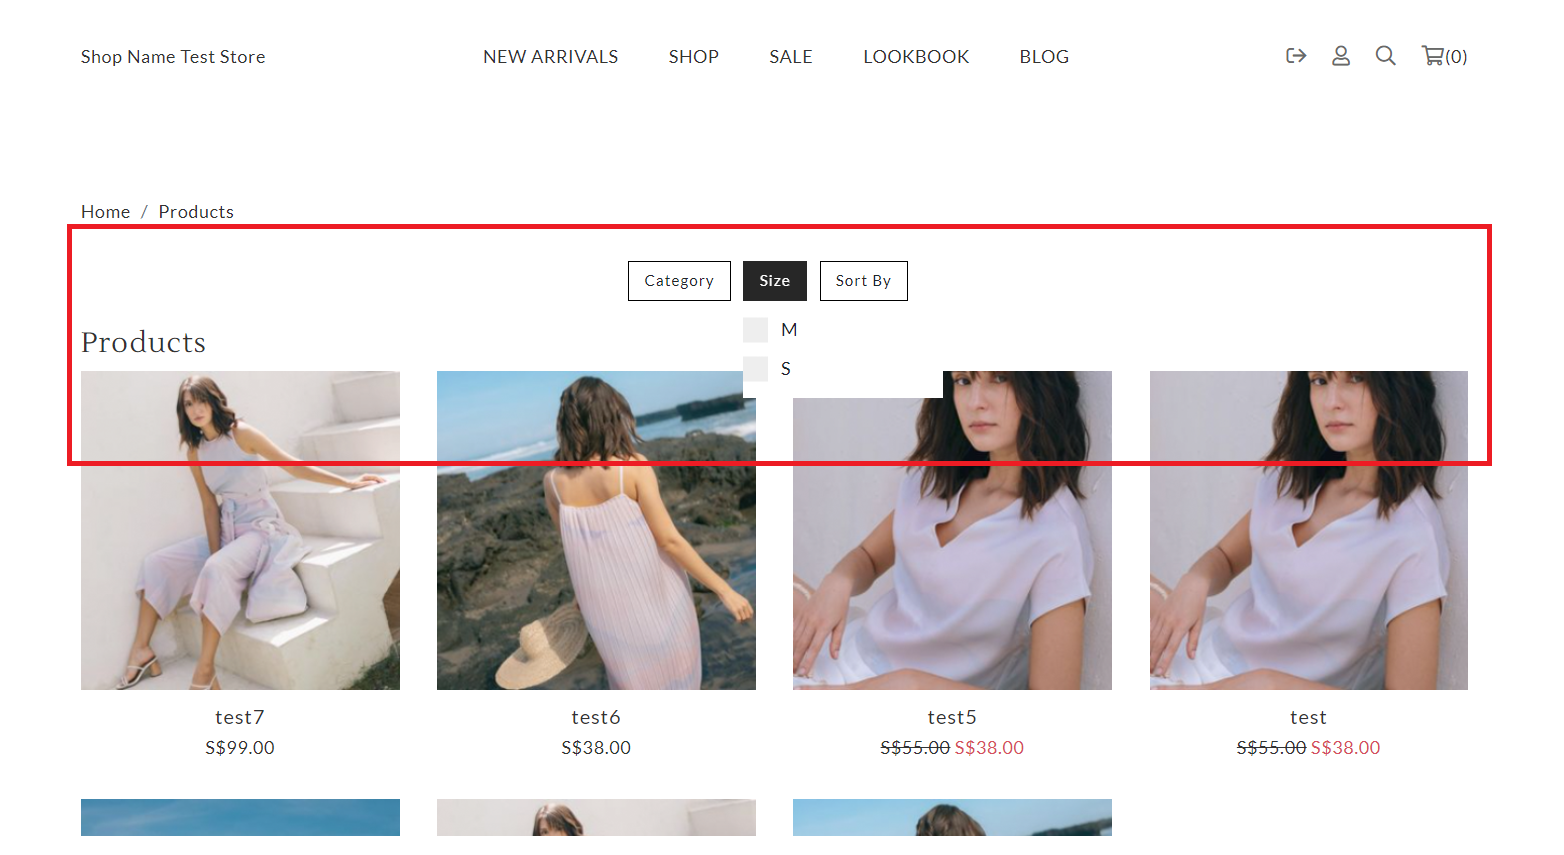 Shop Name Test Store
NEW ARRIVALS SHOP SALE LOOKBOOK BLOG
(0)
Home / Products
Category Size Sort By
M
S
Products
test7 test6 test5 test
S$99.00 S$38.00 S$55.00 S$38.00 S$55.00 S$38.00